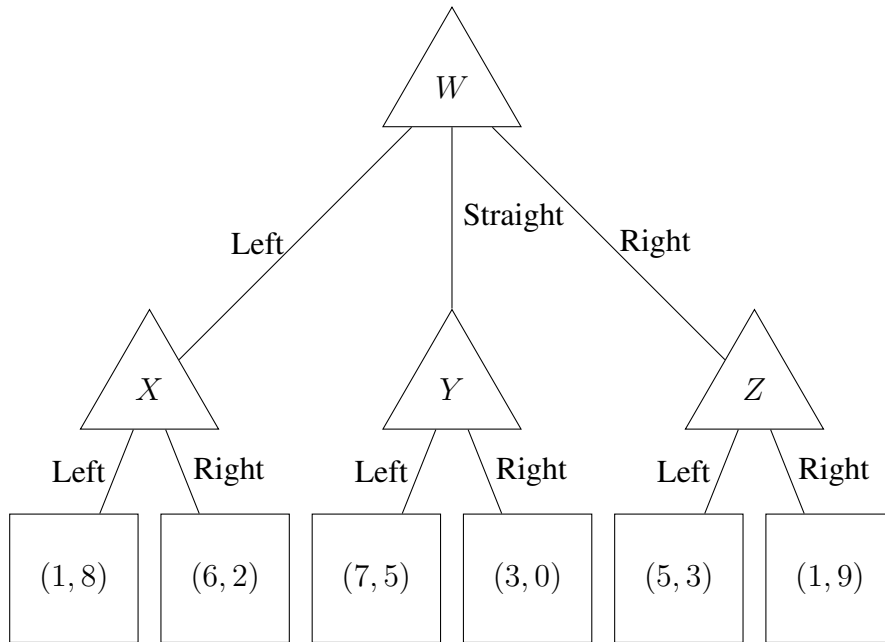 W
Left
Straight
Right
X
Y
Z
Left
Right
Left
Right
Left
Right
(1, 8)
(6, 2)
(7, 5)
(3, 0)
(5, 3)
(1, 9)